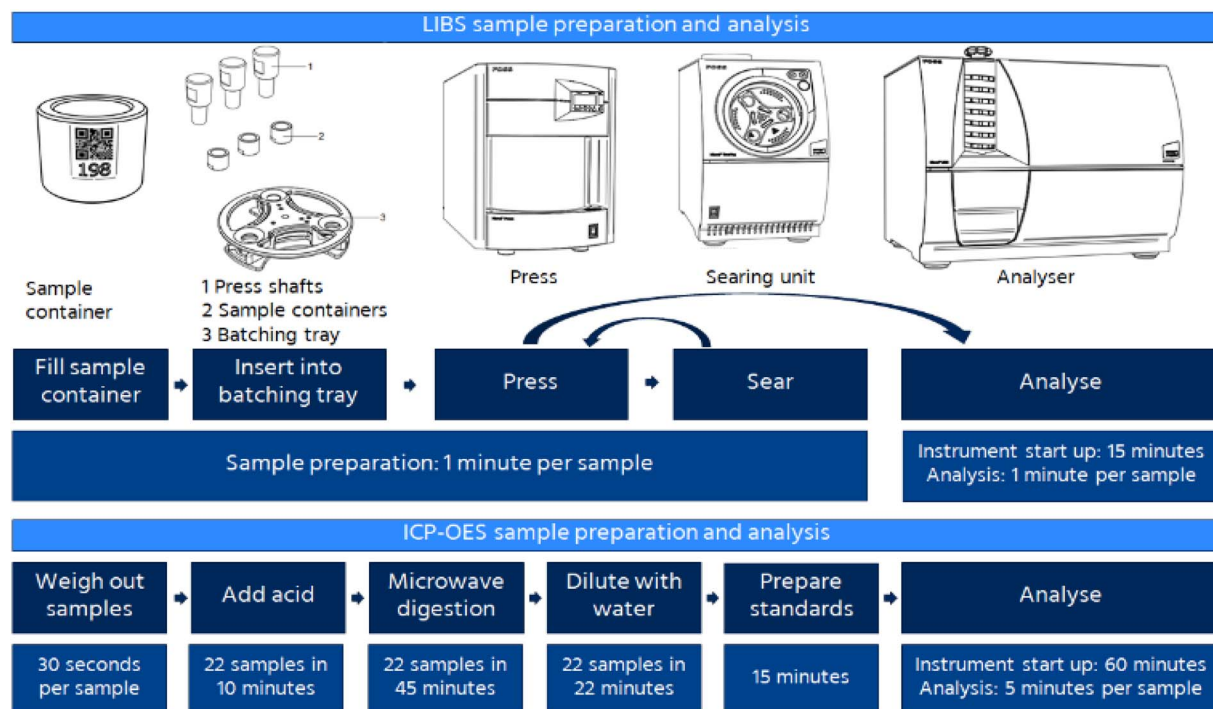 LIBS sample preparation and analysis
198
1
2
3
FOSS
FOSS
FOSS
Sample
container
1 Press shafts
2 Sample containers
3 Batching tray
Press
Searing unit
Analyser
Fill sample
container
Insert into
batching tray
Press
Sear
Analyse
Sample preparation: 1 minute per sample
Instrument start up: 15 minutes
Analysis: 1 minute per sample
ICP-OES sample preparation and analysis
Weigh out
samples
Add acid
Microwave
digestion
Dilute with
water
Prepare
standards
Analyse
30 seconds
per sample
22 samples in
10 minutes
22 samples in
45 minutes
22 samples in
22 minutes
15 minutes
Instrument start up: 60 minutes
Analysis: 5 minutes per sample